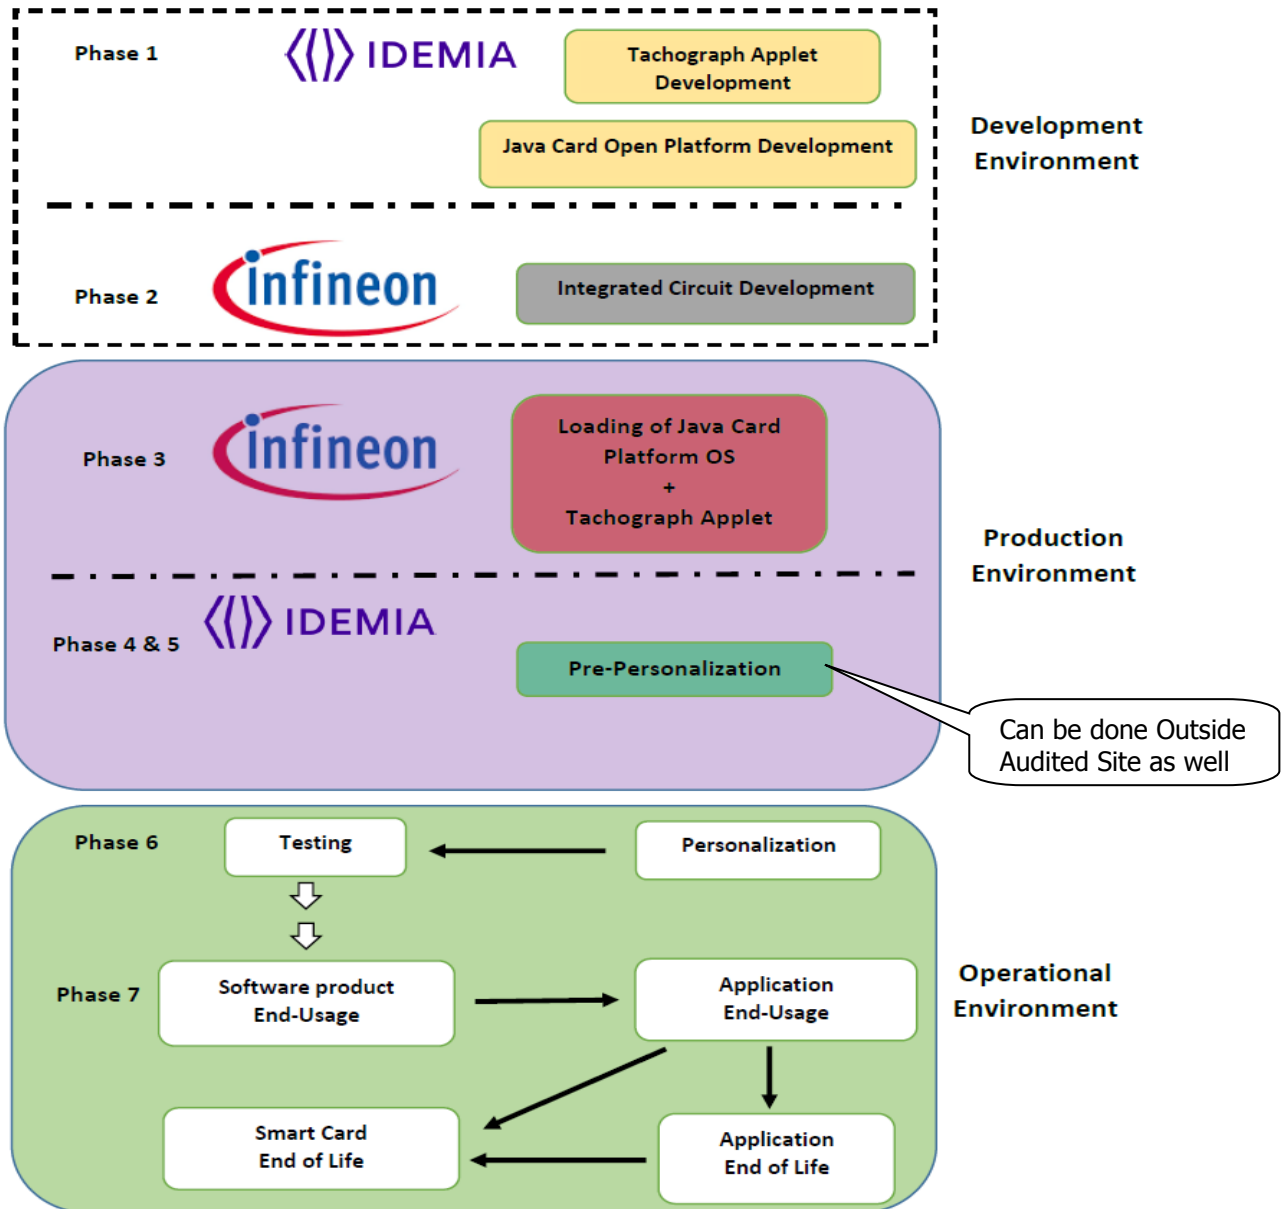 Phase 1
IDEMIA
Tachograph Applet
Development
Java Card Open Platform Development
Development
Environment
Phase 2
infineon
Integrated Circuit Development
Phase 3
infineon
Loading of Java Card
Platform OS
+
Tachograph Applet
Production
Environment
Phase 4 & 5
IDEMIA
Pre-Personalization
Can be done Outside
Audited Site as well
Phase 6
Testing
Personalization
Phase 7
Software product
End-Usage
Application
End-Usage
Operational
Environment
Smart Card
End of Life
Application
End of Life